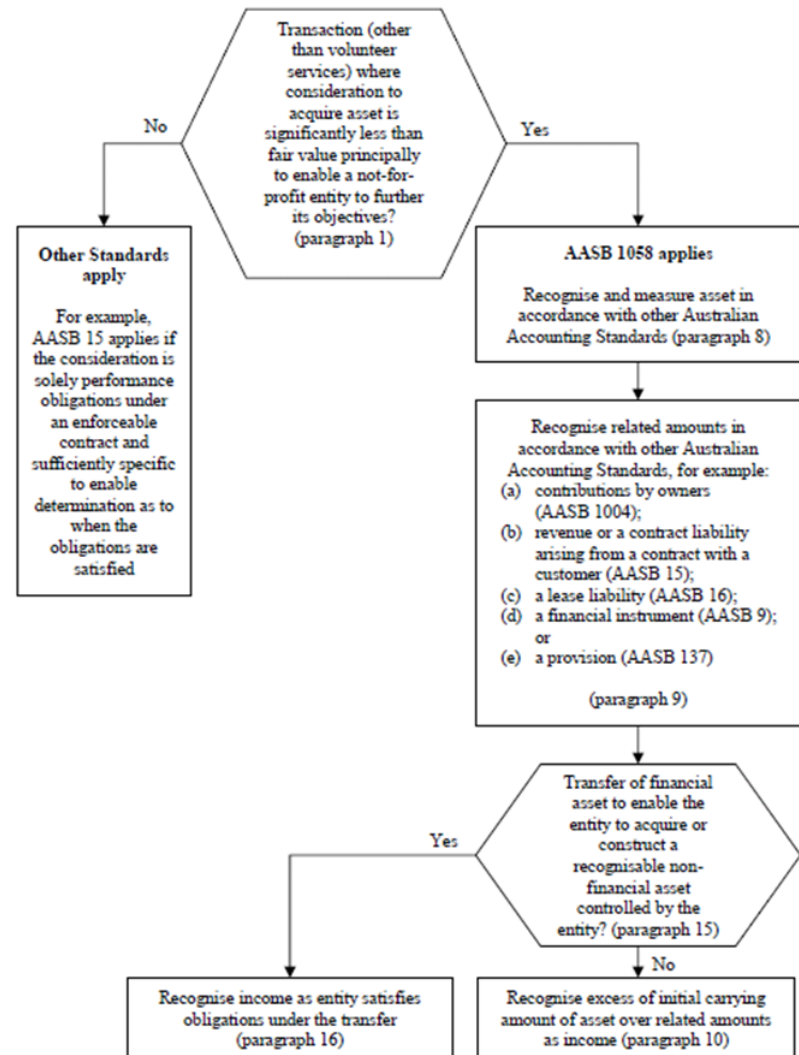 Transaction (other
than volunteer
services) where
consideration to
acquire asset is
significantly less than
fair value principally
to enable a not-for-
profit entity to further
its objectives?
(paragraph 1)
No
Yes
Other Standards
apply
For example,
AASB 15 applies if
the consideration is
solely performance
obligations under
an enforceable
contract and
sufficiently specific
to enable
determination as to
when the
obligations are
satisfied
AASB 1058 applies
Recognise and measure asset in
accordance with other Australian
Accounting Standards (paragraph 8)
Recognise related amounts in
accordance with other Australian
Accounting Standards, for example:
(a) contributions by owners
(AASB 1004);
(b) revenue or a contract liability
arising from a contract with a
customer (AASB 15);
(c) a lease liability (AASB 16);
(d) a financial instrument (AASB 9);
or
(e) a provision (AASB 137)
(paragraph 9)
Transfer of financial
asset to enable the
entity to acquire or
construct a
recognisable non-
financial asset
controlled by the
entity? (paragraph 15)
Yes
No
Recognise income as entity satisfies
obligations under the transfer
(paragraph 16)
Recognise excess of initial carrying
amount of asset over related amounts
as income (paragraph 10)